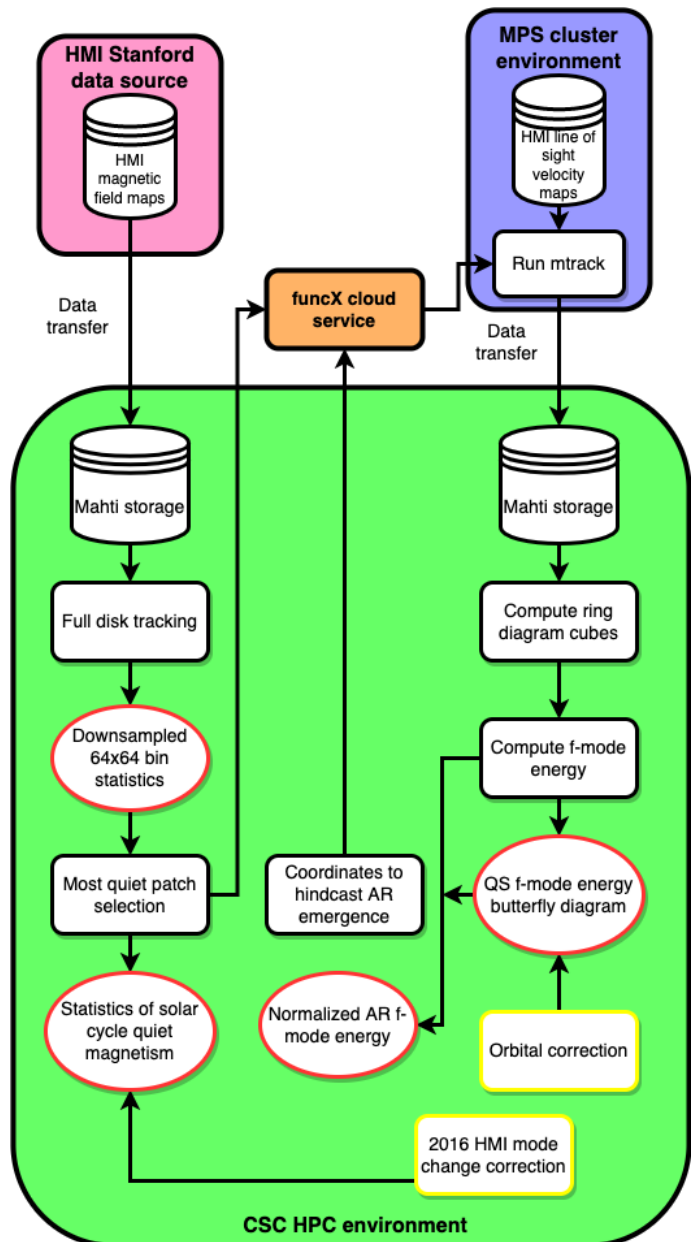 HMI Stanford
data source
HMI
magnetic
field maps
MPS cluster
environment
HMI line of
sight
velocity
maps
Run mtrack
funcX cloud
service
Data
transfer
Data
transfer
Mahti storage
Full disk tracking
Downsampled
64x64 bin
statistics
Most quiet patch
selection
Statistics of solar
cycle quiet
magnetism
Coordinates to
hindcast AR
emergence
Normalized AR f-
mode energy
Mahti storage
Compute ring
diagram cubes
Compute f-mode
energy
QS f-mode energy
butterfly diagram
Orbital correction
2016 HMI mode
change correction
CSC HPC environment